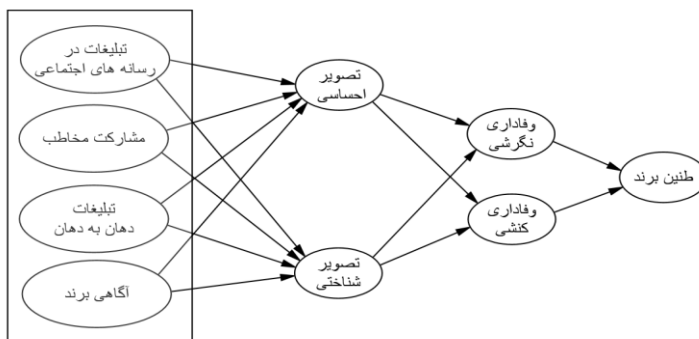 تبلیغات در
رسانه های اجتماعی
مشارکت مخاطب
تبلیغات
دهان به دهان
آگاهی برند
تصویر
احساسی
تصویر
شناختی
وفاداری
نگرشی
وفاداری
کنشی
طنین برند